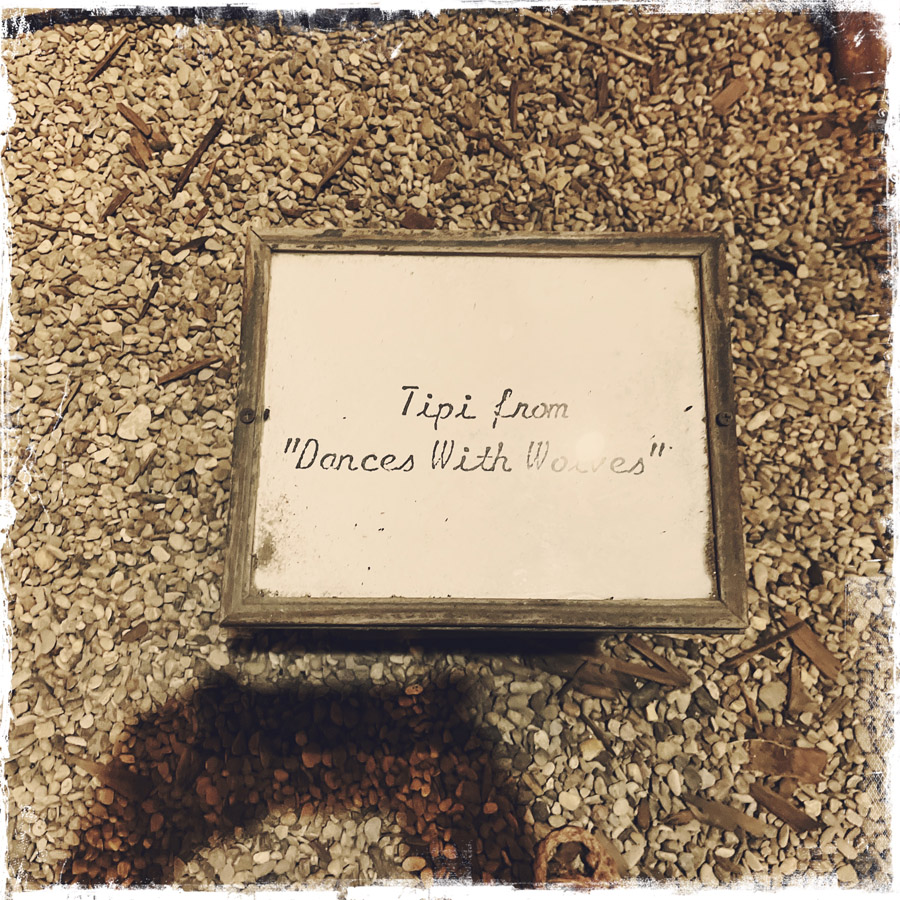 Tipi from
"Dances With Wolves"